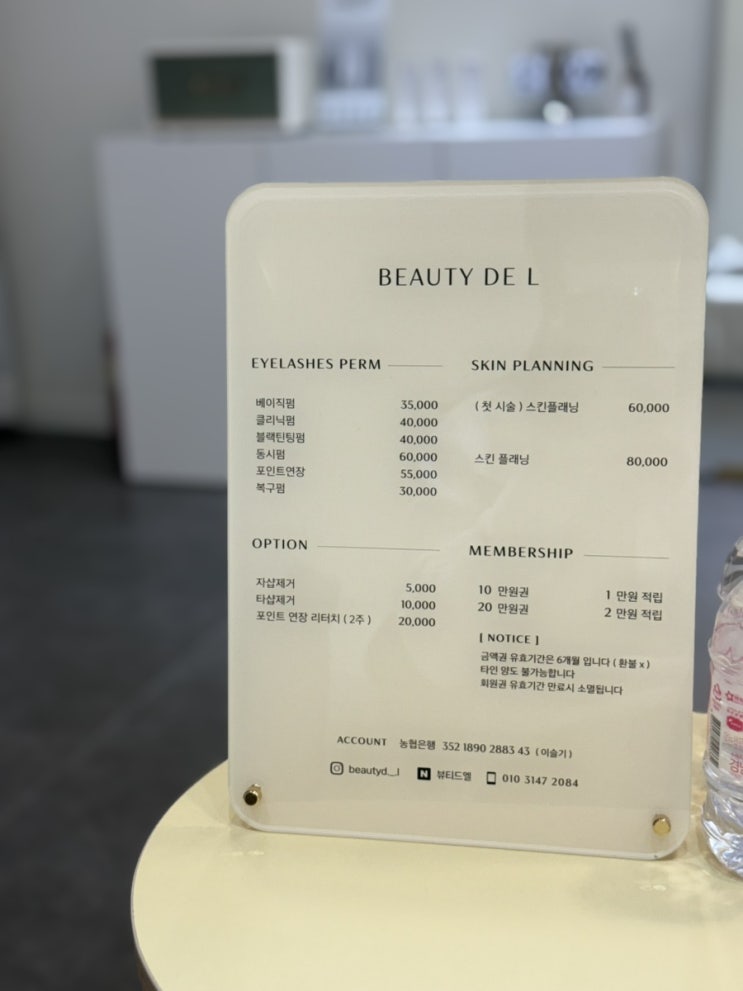 BEAUTY DE L
EYELASHES PERM
베이직펌 35,000
클리닉펌 40,000
블랙틴팅펌 40,000
동시펌 60,000
포인트연장 55,000
복구펌 30,000
SKIN PLANNING
( 첫 시술 ) 스킨플래닝 60,000
스킨 플래닝 80,000
OPTION
자샵제거 5,000
타샵제거 10,000
포인트 연장 리터치 ( 2주 ) 20,000
MEMBERSHIP
10 만원권 1 만원 적립
20 만원권 2 만원 적립
[ NOTICE ]
금액권 유효기간은 6개월 입니다 ( 환불 x )
타인 양도 불가능합니다
회원권 유효기간 만료시 소멸됩니다
ACCOUNT 농협은행 352 1890 2883 43 ( 이슬기 )
beautyd._.l N 뷰티드엘 010 3147 2084